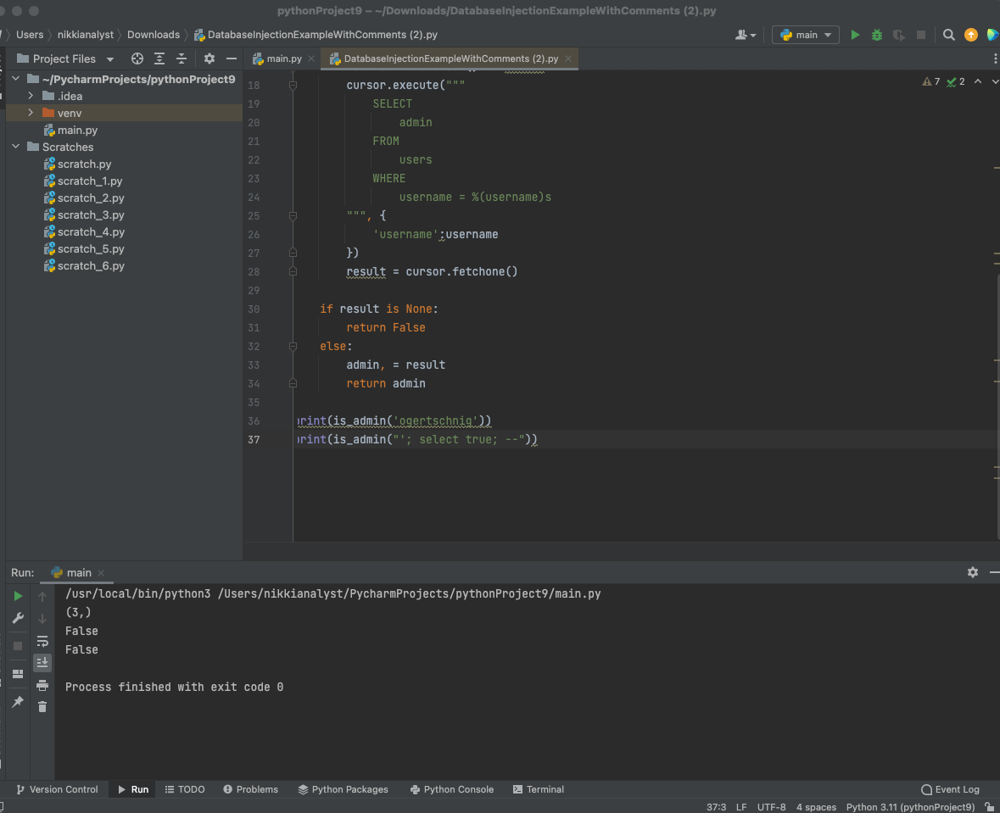 pythonProject9 – ~/Downloads/DatabaseInjectionExampleWithComments (2).py
Users Downloads nikkianalyst DatabaseInjectionExampleWithComments (2).py main
Project Files main.py DatabaseInjectionExampleWithComments (2).py
~/PycharmProjects/pythonProject9
.idea
venv
main.py
Scratches
scratch.py
scratch_1.py
scratch_2.py
scratch_3.py
scratch_4.py
scratch_5.py
scratch_6.py
7 2
18 cursor.execute("""
19 SELECT
20 admin
21 FROM
22 users
23 WHERE
24 username = %(username)s
25 """, {
26 'username':username
27 })
28 result = cursor.fetchone()
29
30 if result is None:
31 return False
32 else:
33 admin, = result
34 return admin
35
36 print(is_admin('ogertschnig'))
37 print(is_admin("'; select true; --"))
Run: main
/usr/local/bin/python3 /Users/nikkianalyst/PycharmProjects/pythonProject9/main.py
(3,)
False
False
Process finished with exit code 0
Version Control Run TODO Problems Python Packages Python Console Terminal Event Log
37:3 LF UTF-8 4 spaces Python 3.11 (pythonProject9)